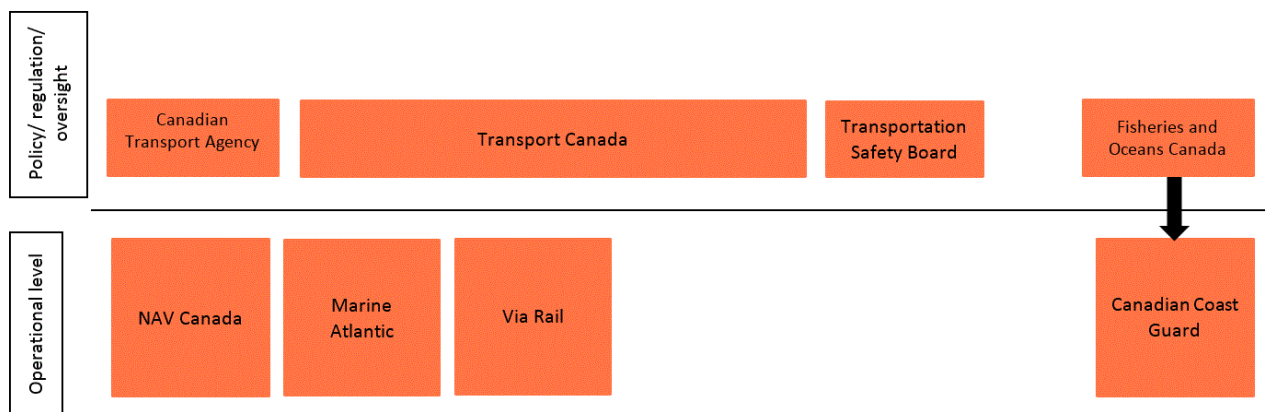 Policy/ regulation/
oversight
Canadian
Transport Agency
Transport Canada
Transportation
Safety Board
Fisheries and
Oceans Canada
Operational level
NAV Canada
Marine
Atlantic
Via Rail
Canadian Coast
Guard